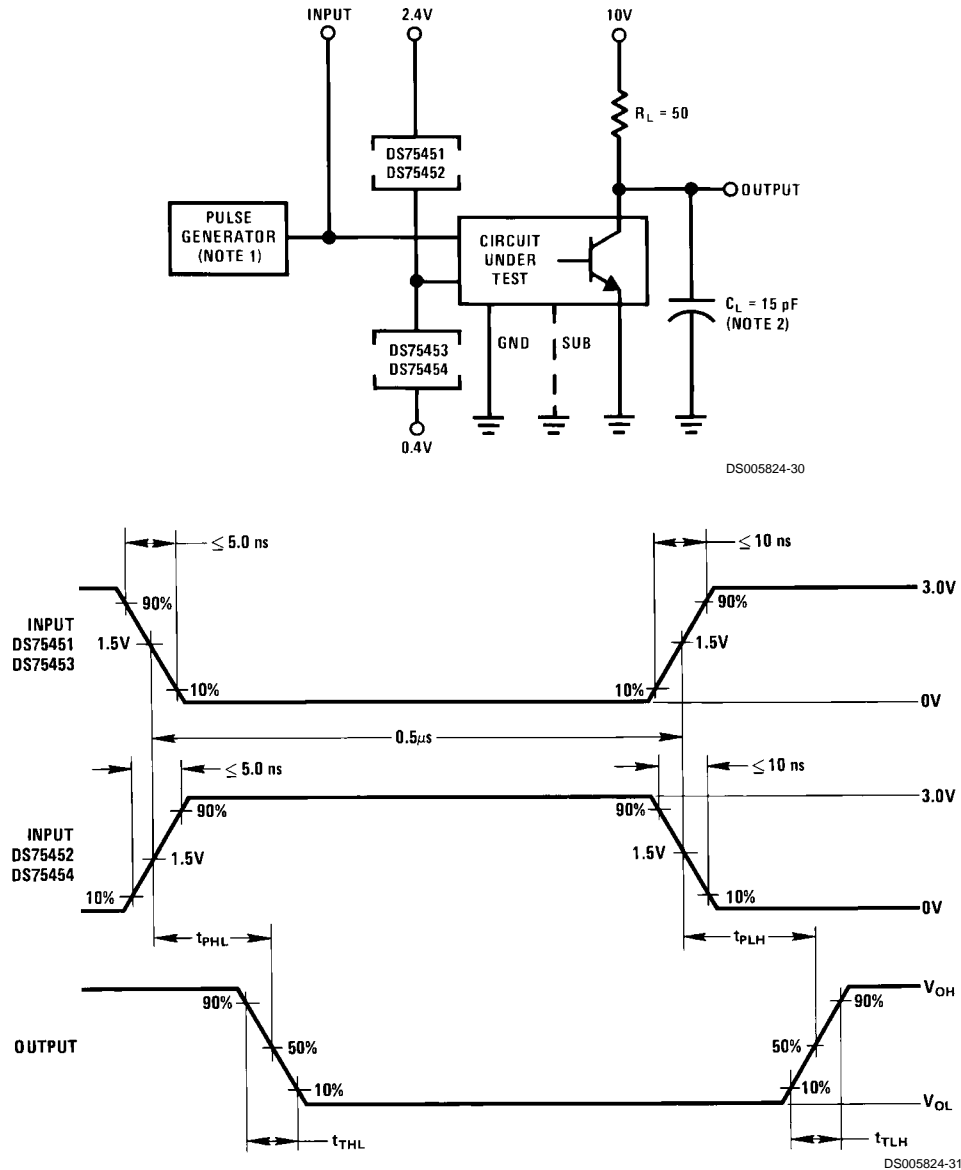 INPUT 2.4V 10V
R_L = 50
DS75451
DS75452
OUTPUT
PULSE
GENERATOR
(NOTE 1)
CIRCUIT
UNDER
TEST
C_L = 15 pF
(NOTE 2)
DS75453
DS75454
GND SUB
0.4V
DS005824-30
≤ 5.0 ns ≤ 10 ns
3.0V
90% 90%
INPUT
DS75451
DS75453
1.5V 1.5V
10% 10%
0V
0.5μs
≤ 5.0 ns ≤ 10 ns
3.0V
90% 90%
INPUT
DS75452
DS75454
1.5V 1.5V
10% 10%
0V
t_PHL t_PLH
V_OH
90% 90%
OUTPUT
50% 50%
10% 10%
V_OL
t_THL t_TLH
DS005824-31